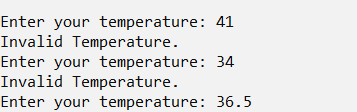 Enter your temperature: 41
Invalid Temperature.
Enter your temperature: 34
Invalid Temperature.
Enter your temperature: 36.5